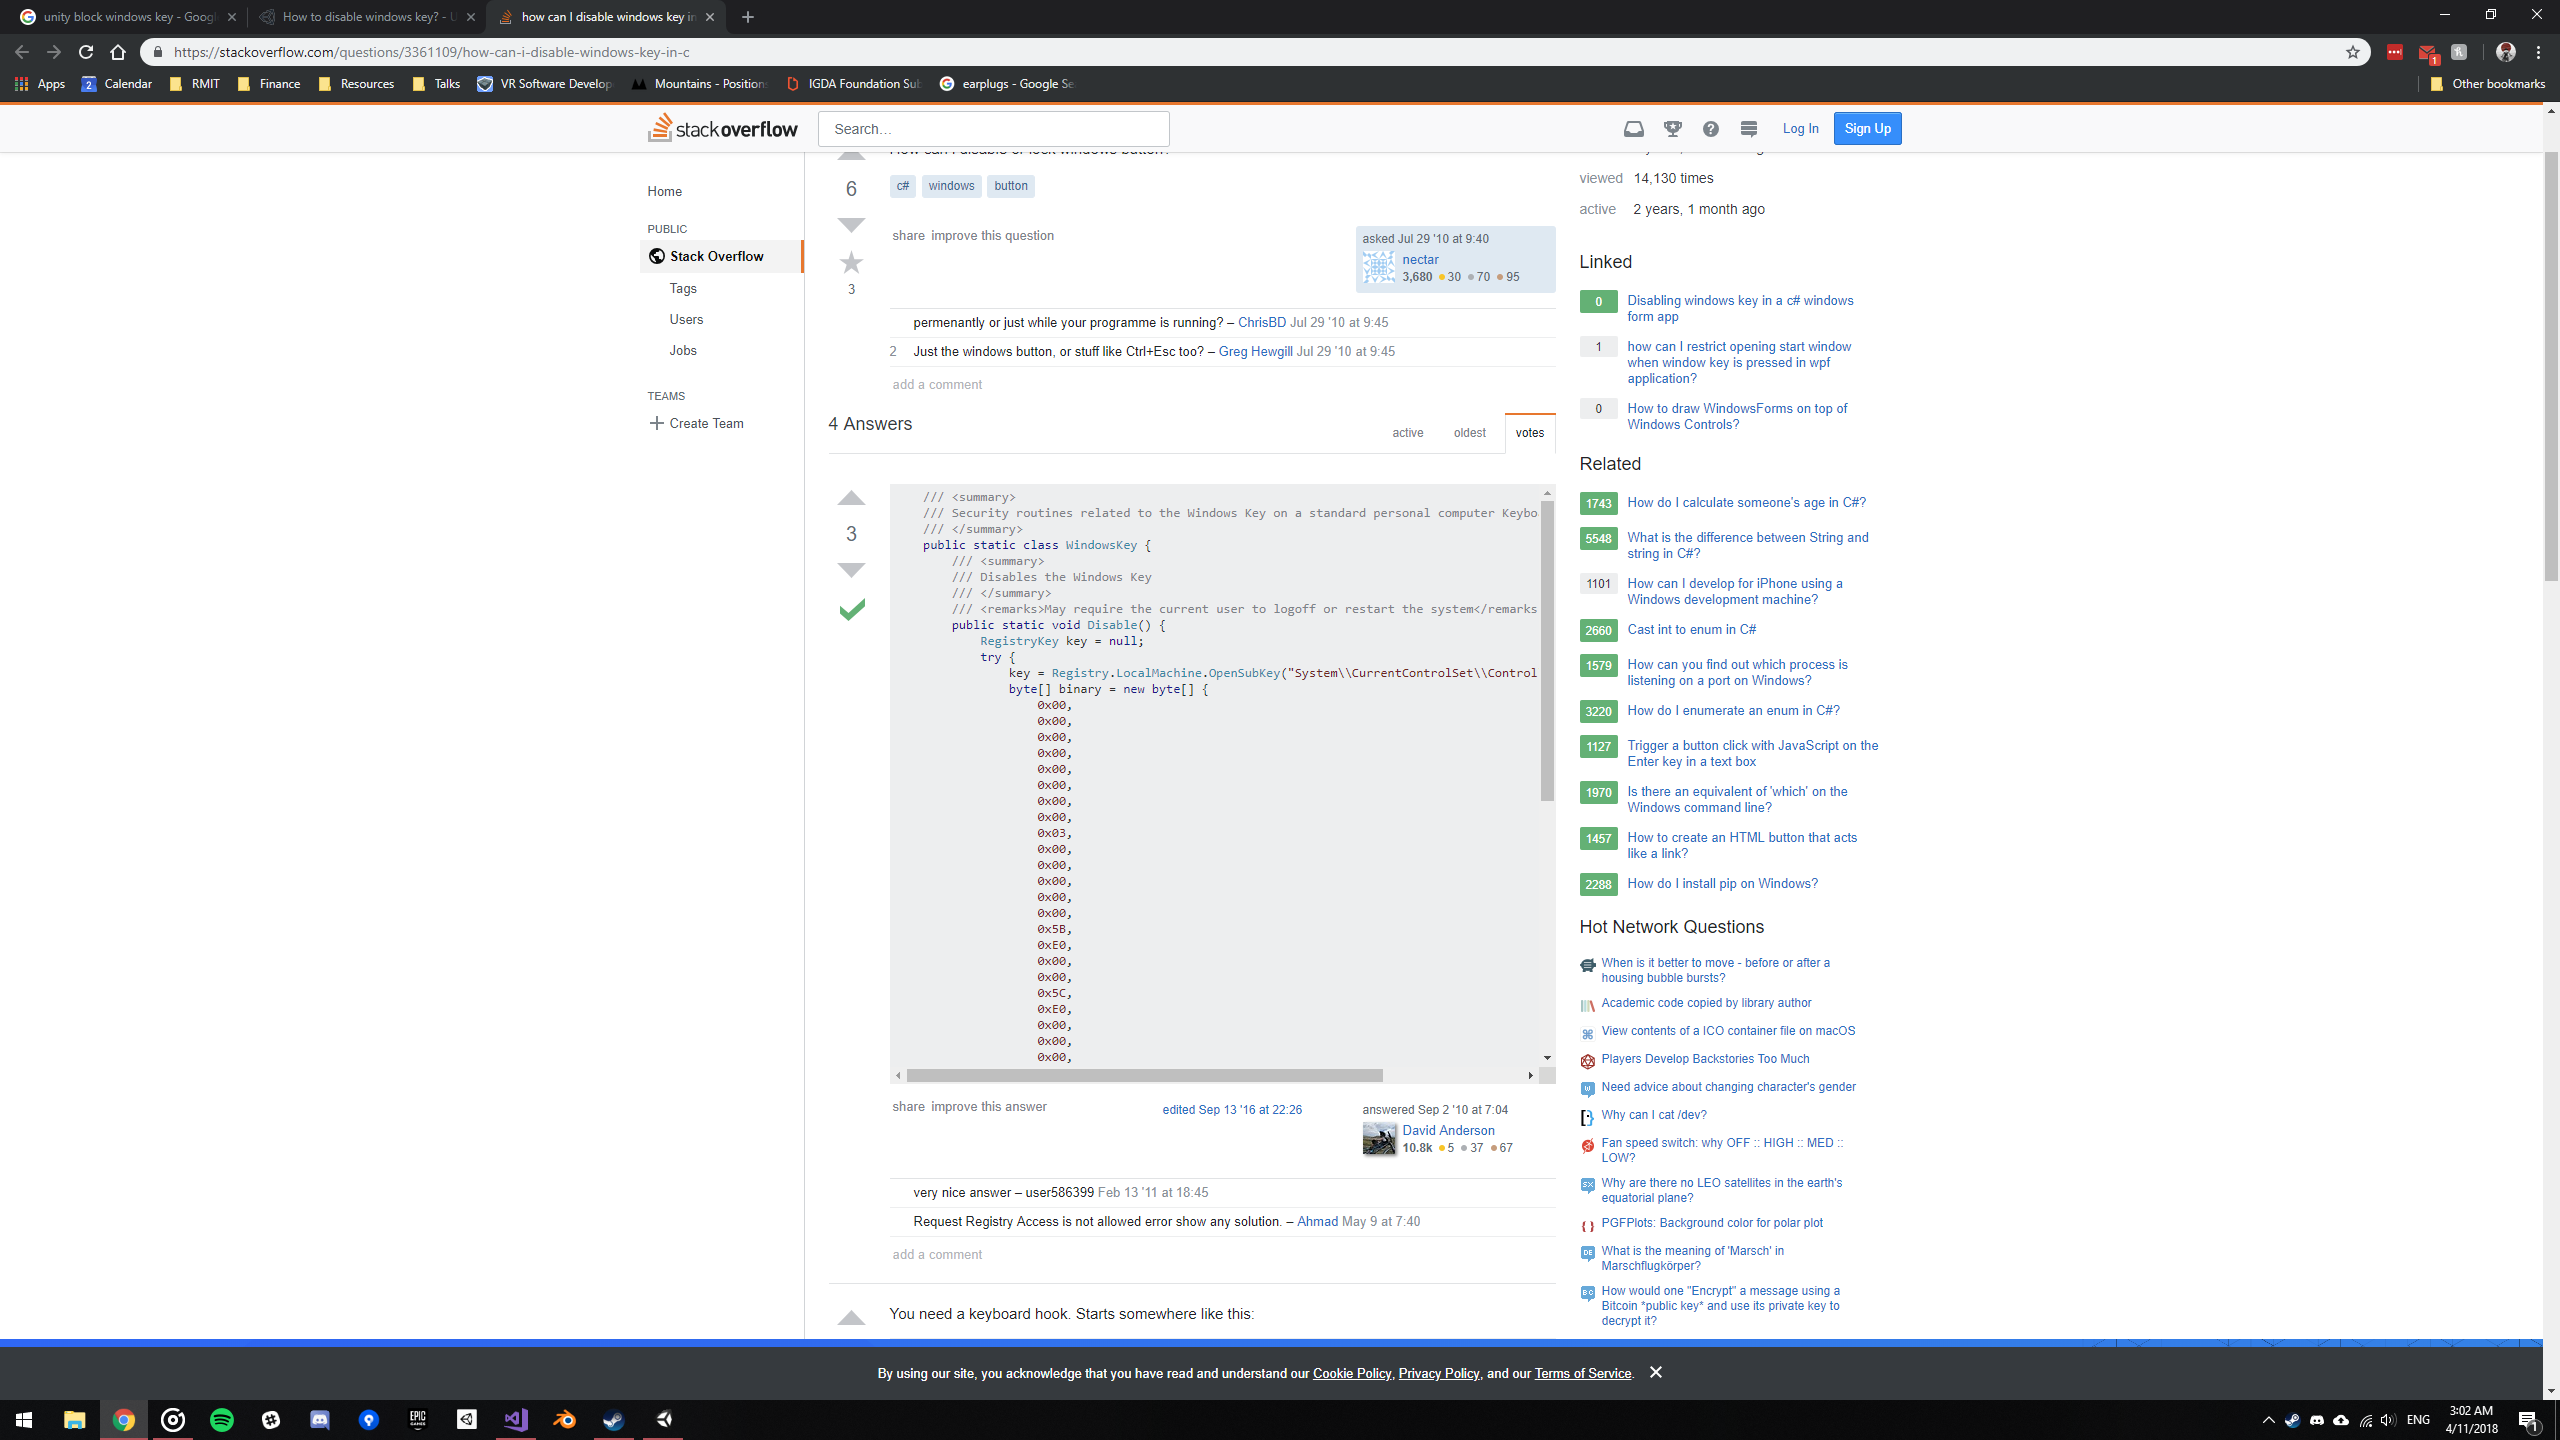 unity block windows key - Googl
How to disable windows key? - U
how can I disable windows key in
https://stackoverflow.com/questions/3361109/how-can-i-disable-windows-key-in-c
1
Apps
2
Calendar
RMIT
Finance
Resources
Talks
VR Software Develop
Mountains - Positions
IGDA Foundation Sub
earplugs - Google Se
Other bookmarks
stackoverflow
Search…
Log In
Sign Up
Home
PUBLIC
Stack Overflow
Tags
Users
Jobs
TEAMS
Create Team
How can I disable or lock windows button?
6
c# windows button
share improve this question
asked Jul 29 '10 at 9:40
nectar
3,680 30 70 95
3
permenantly or just while your programme is running? – ChrisBD Jul 29 '10 at 9:45
2 Just the windows button, or stuff like Ctrl+Esc too? – Greg Hewgill Jul 29 '10 at 9:45
add a comment
4 Answers
active oldest votes
3
/// <summary>
/// Security routines related to the Windows Key on a standard personal computer Keybo
/// </summary>
public static class WindowsKey {
/// <summary>
/// Disables the Windows Key
/// </summary>
/// <remarks>May require the current user to logoff or restart the system</remarks
public static void Disable() {
RegistryKey key = null;
try {
key = Registry.LocalMachine.OpenSubKey("System\\CurrentControlSet\\Control
byte[] binary = new byte[] {
0x00,
0x00,
0x00,
0x00,
0x00,
0x00,
0x00,
0x00,
0x03,
0x00,
0x00,
0x00,
0x00,
0x00,
0x5B,
0xE0,
0x00,
0x00,
0x5C,
0xE0,
0x00,
0x00,
0x00,
share improve this answer
edited Sep 13 '16 at 22:26
answered Sep 2 '10 at 7:04
David Anderson
10.8k 5 37 67
very nice answer – user586399 Feb 13 '11 at 18:45
Request Registry Access is not allowed error show any solution. – Ahmad May 9 at 7:40
add a comment
You need a keyboard hook. Starts somewhere like this:
viewed 14,130 times
active 2 years, 1 month ago
Linked
0 Disabling windows key in a c# windows
form app
1 how can I restrict opening start window
when window key is pressed in wpf
application?
0 How to draw WindowsForms on top of
Windows Controls?
Related
1743 How do I calculate someone's age in C#?
5548 What is the difference between String and
string in C#?
1101 How can I develop for iPhone using a
Windows development machine?
2660 Cast int to enum in C#
1579 How can you find out which process is
listening on a port on Windows?
3220 How do I enumerate an enum in C#?
1127 Trigger a button click with JavaScript on the
Enter key in a text box
1970 Is there an equivalent of 'which' on the
Windows command line?
1457 How to create an HTML button that acts
like a link?
2288 How do I install pip on Windows?
Hot Network Questions
When is it better to move - before or after a
housing bubble bursts?
Academic code copied by library author
View contents of a ICO container file on macOS
Players Develop Backstories Too Much
Need advice about changing character's gender
Why can I cat /dev?
Fan speed switch: why OFF :: HIGH :: MED ::
LOW?
Why are there no LEO satellites in the earth's
equatorial plane?
PGFPlots: Background color for polar plot
What is the meaning of 'Marsch' in
Marschflugkörper?
How would one "Encrypt" a message using a
Bitcoin *public key* and use its private key to
decrypt it?
By using our site, you acknowledge that you have read and understand our Cookie Policy, Privacy Policy, and our Terms of Service.
EPIC
GAMES
ENG
3:02 AM
4/11/2018
1